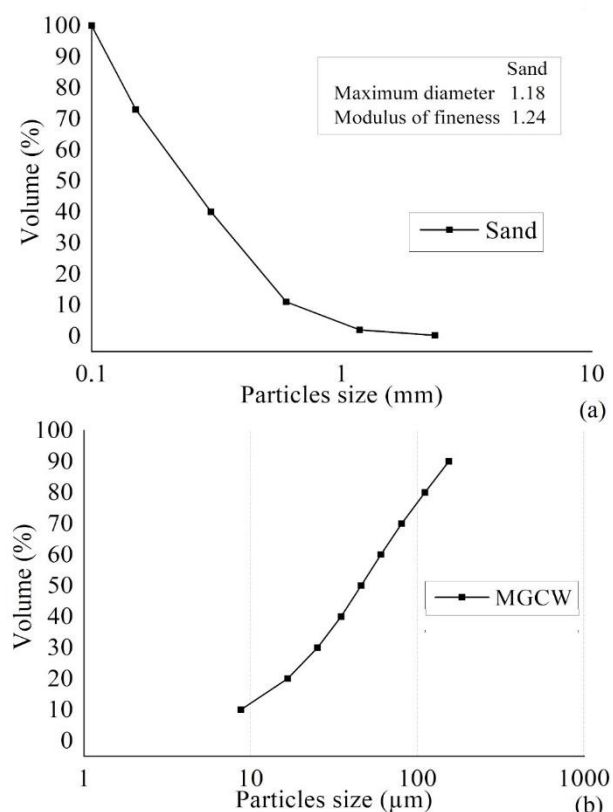 100
90
80
70
60
50
40
30
20
10
0
Volume (%)
Sand
Maximum diameter 1.18
Modulus of fineness 1.24
Sand
0.1 1 10
Particles size (mm)
(a)
100
90
80
70
60
50
40
30
20
10
0
Volume (%)
MGCW
1 10 100 1000
Particles size (µm)
(b)